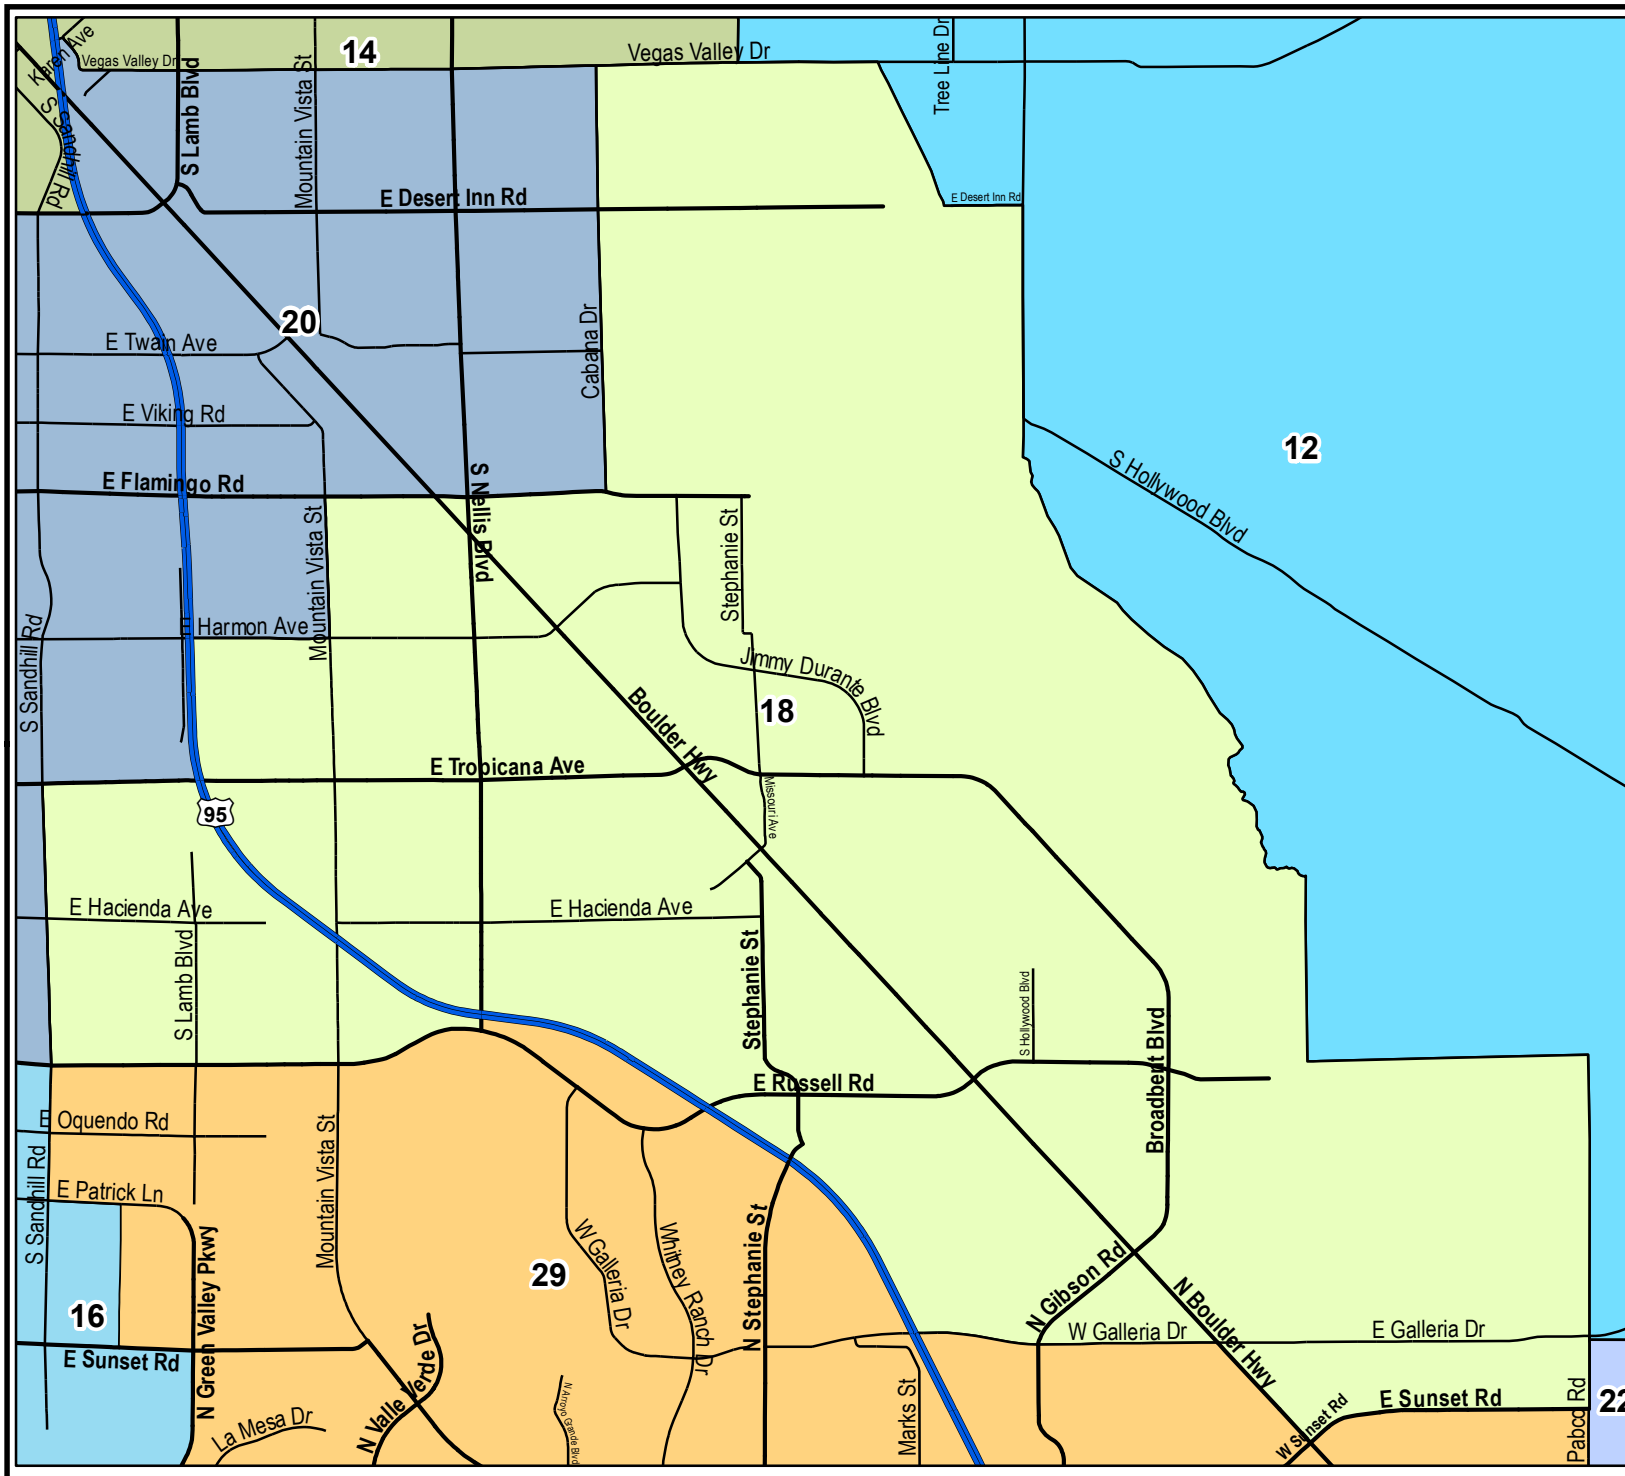 Karen Ave
Vegas Valley Dr
14
Vegas Valley Dr
Tree Line Dr
S Lamb Blvd
Mountain Vista St
S Sandhill Rd
E Desert Inn Rd
E Desert Inn Rd
20
E Twain Ave
Cabana Dr
E Viking Rd
12
S Hollywood Blvd
E Flamingo Rd
S Nellis Blvd
Mountain Vista St
Stephanie St
E Harmon Ave
S Sandhill Rd
Jimmy Durante Blvd
18
Boulder Hwy
E Tropicana Ave
95
Missouri Ave
E Hacienda Ave
E Hacienda Ave
S Lamb Blvd
Stephanie St
S Hollywood Blvd
Broadbent Blvd
E Russell Rd
E Oquendo Rd
Mountain Vista St
S Sandhill Rd
E Patrick Ln
N Green Valley Pkwy
W Galleria Dr
Whitney Ranch Dr
N Stephanie St
29
16
N Gibson Rd
N Boulder Hwy
W Galleria Dr
E Galleria Dr
E Sunset Rd
N Valle Verde Dr
La Mesa Dr
N Arroyo Grande Blvd
Marks St
W Sunset Rd
E Sunset Rd
Pabco Rd
22